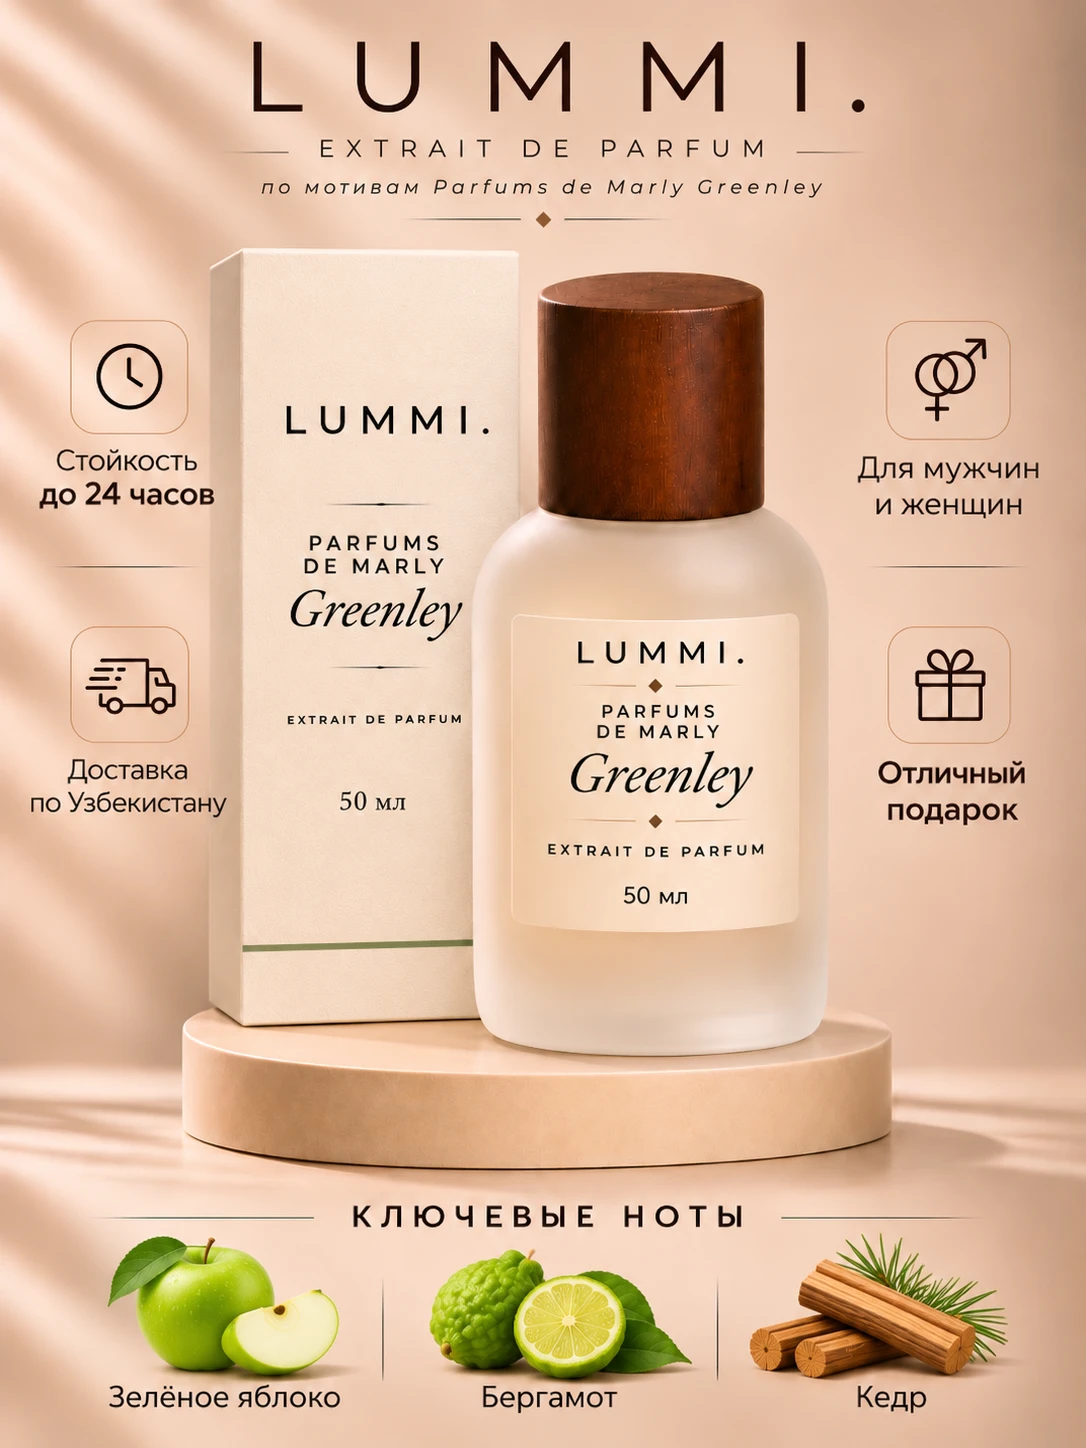 LUMMI.
EXTRAIT DE PARFUM
по мотивам Parfums de Marly Greenley
Стойкость
до 24 часов
Доставка
по Узбекистану
LUMMI.
PARFUMS
DE MARLY
Greenley
EXTRAIT DE PARFUM
50 мл
LUMMI.
PARFUMS
DE MARLY
Greenley
EXTRAIT DE PARFUM
50 мл
Для мужчин
и женщин
Отличный
подарок
КЛЮЧЕВЫЕ НОТЫ
Зелёное яблоко
Бергамот
Кедр